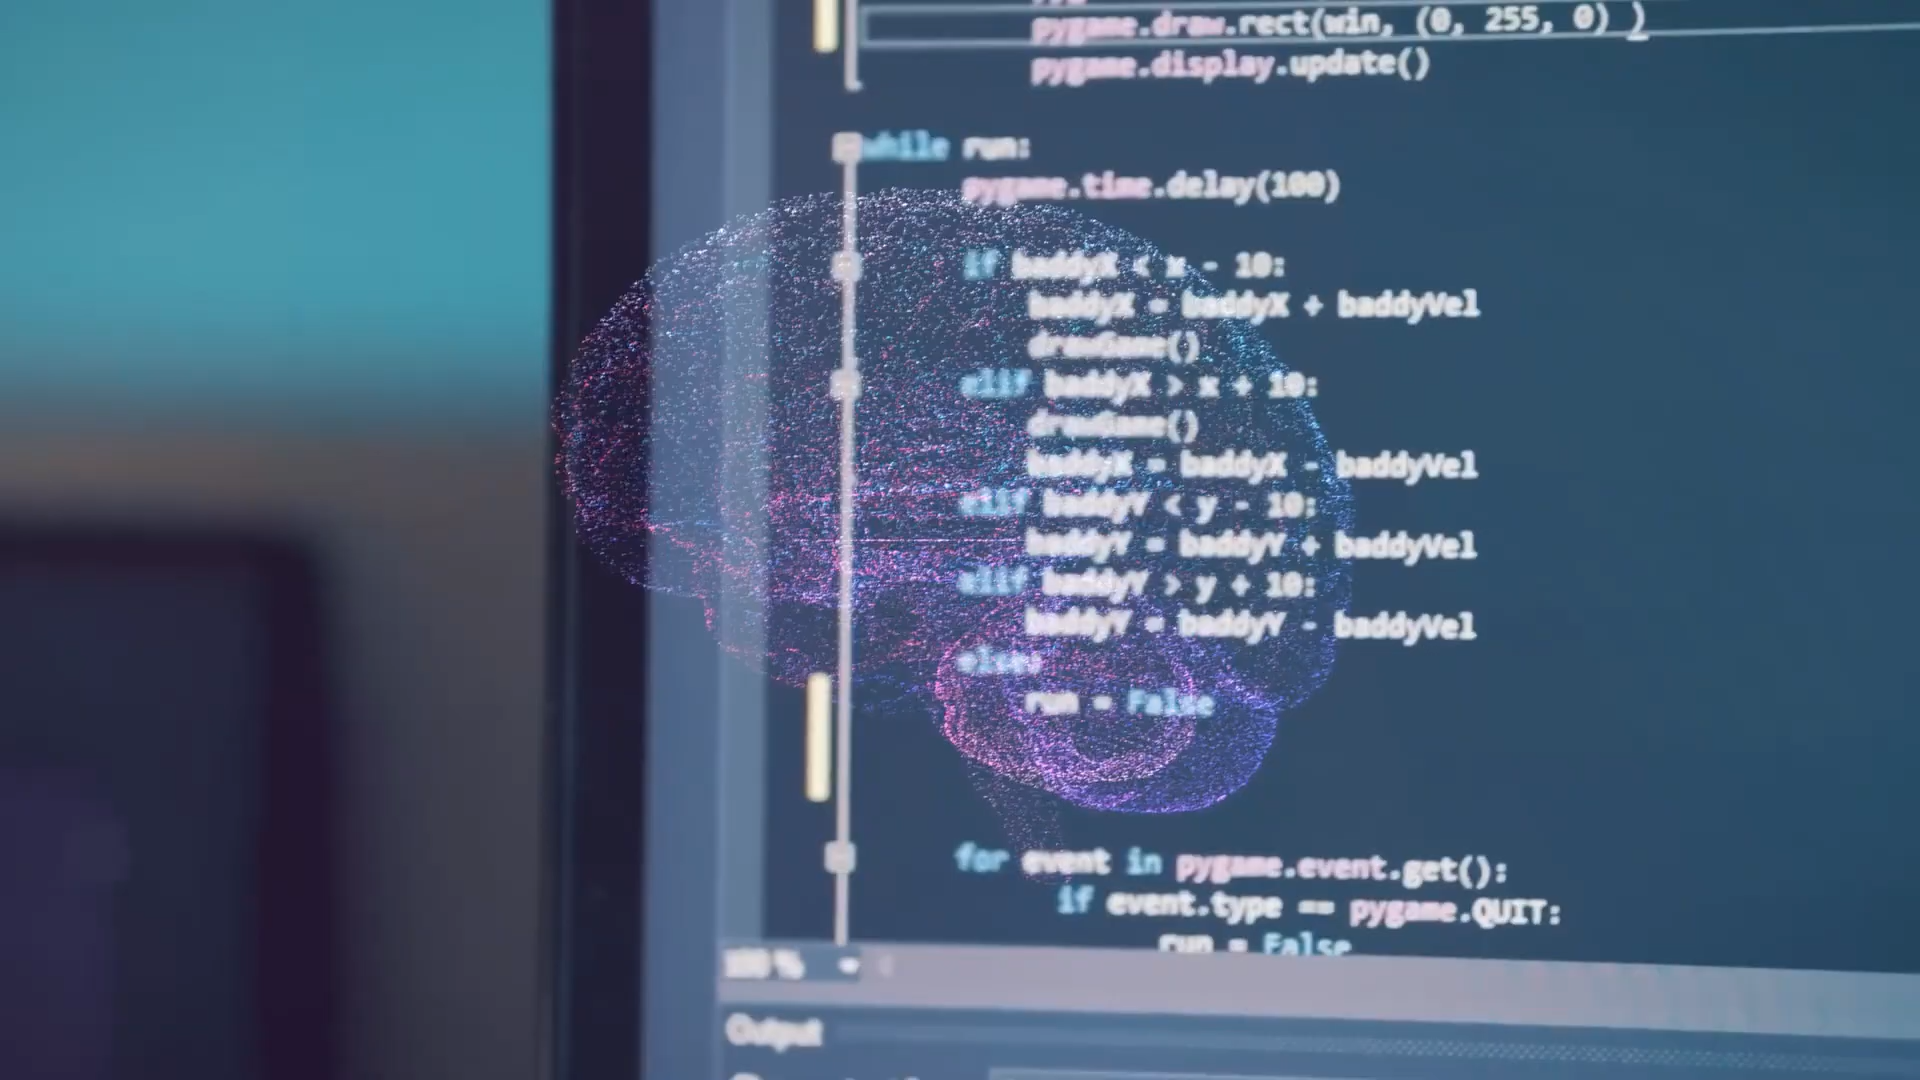 pygame.draw.rect(win, (0, 255, 0) )
pygame.display.update()
while run:
pygame.time.delay(100)
if baddyX < x - 10:
baddyX = baddyX + baddyVel
drawGame()
elif baddyX > x + 10:
drawGame()
baddyX = baddyX - baddyVel
elif baddyY < y - 10:
baddyY = baddyY + baddyVel
elif baddyY > y + 10:
baddyY = baddyY - baddyVel
else:
run = False
for event in pygame.event.get():
if event.type == pygame.QUIT:
run = False
Output